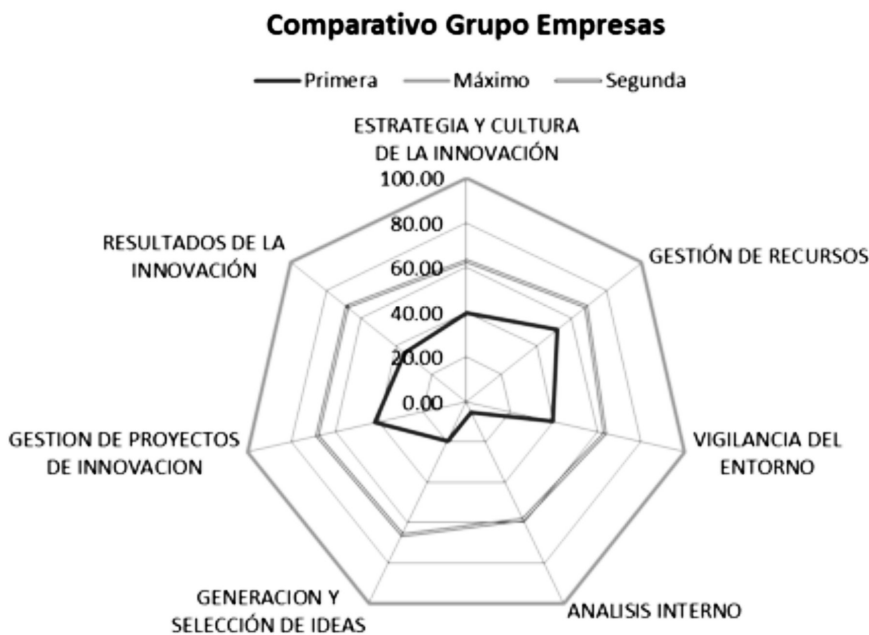 Comparativo Grupo Empresas
Primera Máximo Segunda
ESTRATEGIA Y CULTURA
DE LA INNOVACIÓN
100.00
80.00
60.00
40.00
20.00
0.00
RESULTADOS DE LA
INNOVACIÓN
GESTIÓN DE RECURSOS
GESTION DE PROYECTOS
DE INNOVACION
VIGILANCIA DEL
ENTORNO
GENERACION Y
SELECCIÓN DE IDEAS
ANALISIS INTERNO